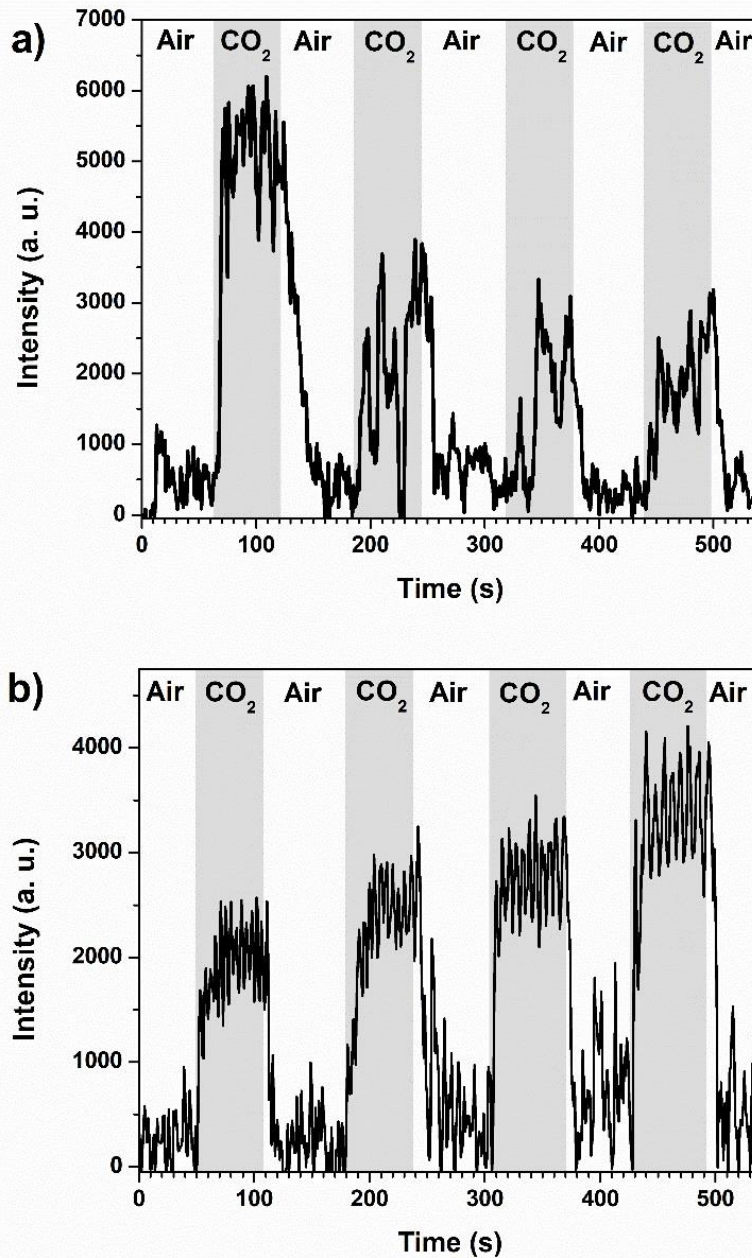 a)
Air CO₂ Air CO₂ Air CO₂ Air CO₂ Air
7000
6000
5000
4000
3000
2000
1000
0
Intensity (a. u.)
0 100 200 300 400 500
Time (s)
b)
Air CO₂ Air CO₂ Air CO₂ Air CO₂ Air
4000
3000
2000
1000
0
Intensity (a. u.)
0 100 200 300 400 500
Time (s)